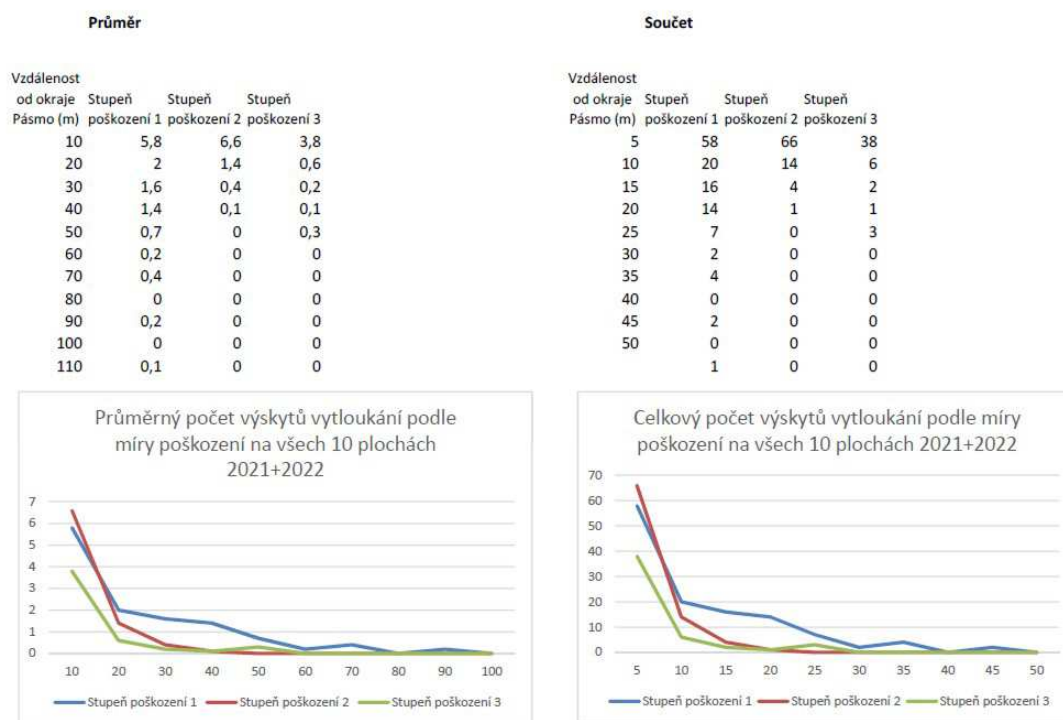 Průměr
Vzdálenost
od okraje Stupeň Stupeň Stupeň
Pásmo (m) poškození 1 poškození 2 poškození 3
10 5,8 6,6 3,8
20 2 1,4 0,6
30 1,6 0,4 0,2
40 1,4 0,1 0,1
50 0,7 0 0,3
60 0,2 0 0
70 0,4 0 0
80 0 0 0
90 0,2 0 0
100 0 0 0
110 0,1 0 0
Součet
Vzdálenost
od okraje Stupeň Stupeň Stupeň
Pásmo (m) poškození 1 poškození 2 poškození 3
5 58 66 38
10 20 14 6
15 16 4 2
20 14 1 1
25 7 0 3
30 2 0 0
35 4 0 0
40 0 0 0
45 2 0 0
50 0 0 0
1 0 0
Průměrný počet výskytů vytloukání podle
míry poškození na všech 10 plochách
2021+2022
7
6
5
4
3
2
1
0
10 20 30 40 50 60 70 80 90 100
Stupeň poškození 1 Stupeň poškození 2 Stupeň poškození 3
Celkový počet výskytů vytloukání podle míry
poškození na všech 10 plochách 2021+2022
70
60
50
40
30
20
10
0
5 10 15 20 25 30 35 40 45 50
Stupeň poškození 1 Stupeň poškození 2 Stupeň poškození 3